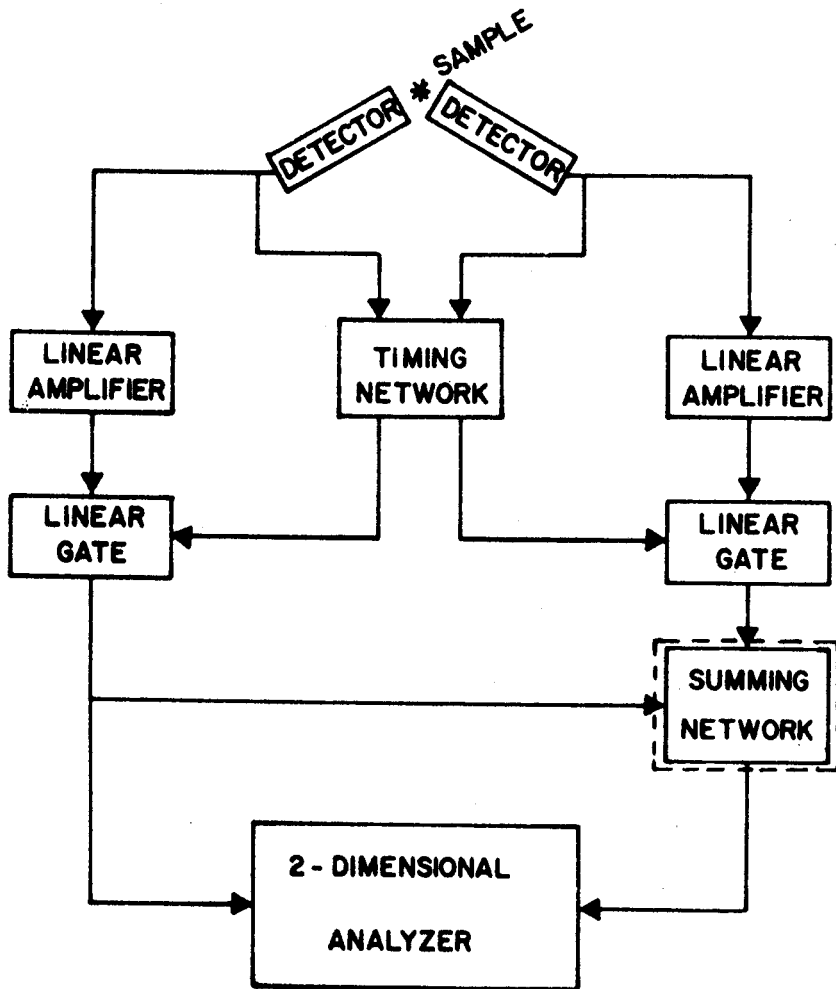 * SAMPLE
DETECTOR
DETECTOR
LINEAR
AMPLIFIER
TIMING
NETWORK
LINEAR
AMPLIFIER
LINEAR
GATE
LINEAR
GATE
SUMMING
NETWORK
2 - DIMENSIONAL
ANALYZER